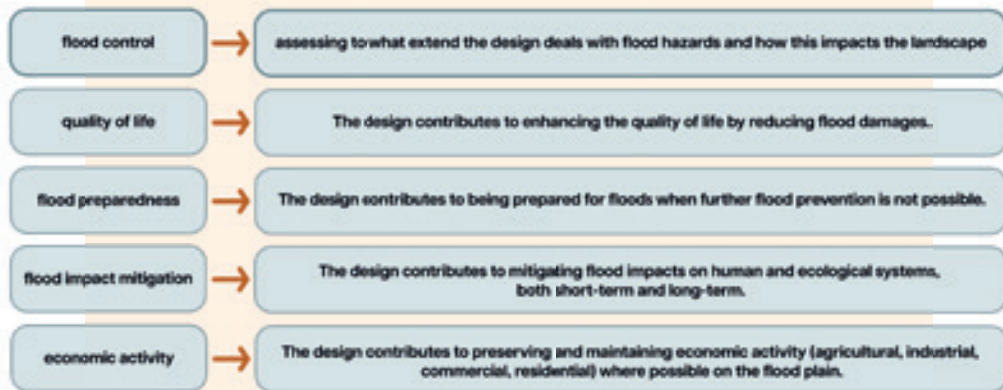 flood control
assessing to what extend the design deals with flood hazards and how this impacts the landscape
quality of life
The design contributes to enhancing the quality of life by reducing flood damages..
flood preparedness
The design contributes to being prepared for floods when further flood prevention is not possible.
flood impact mitigation
The design contributes to mitigating flood impacts on human and ecological systems,
both short-term and long-term.
economic activity
The design contributes to preserving and maintaining economic activity (agricultural, industrial,
commercial, residential) where possible on the flood plain.